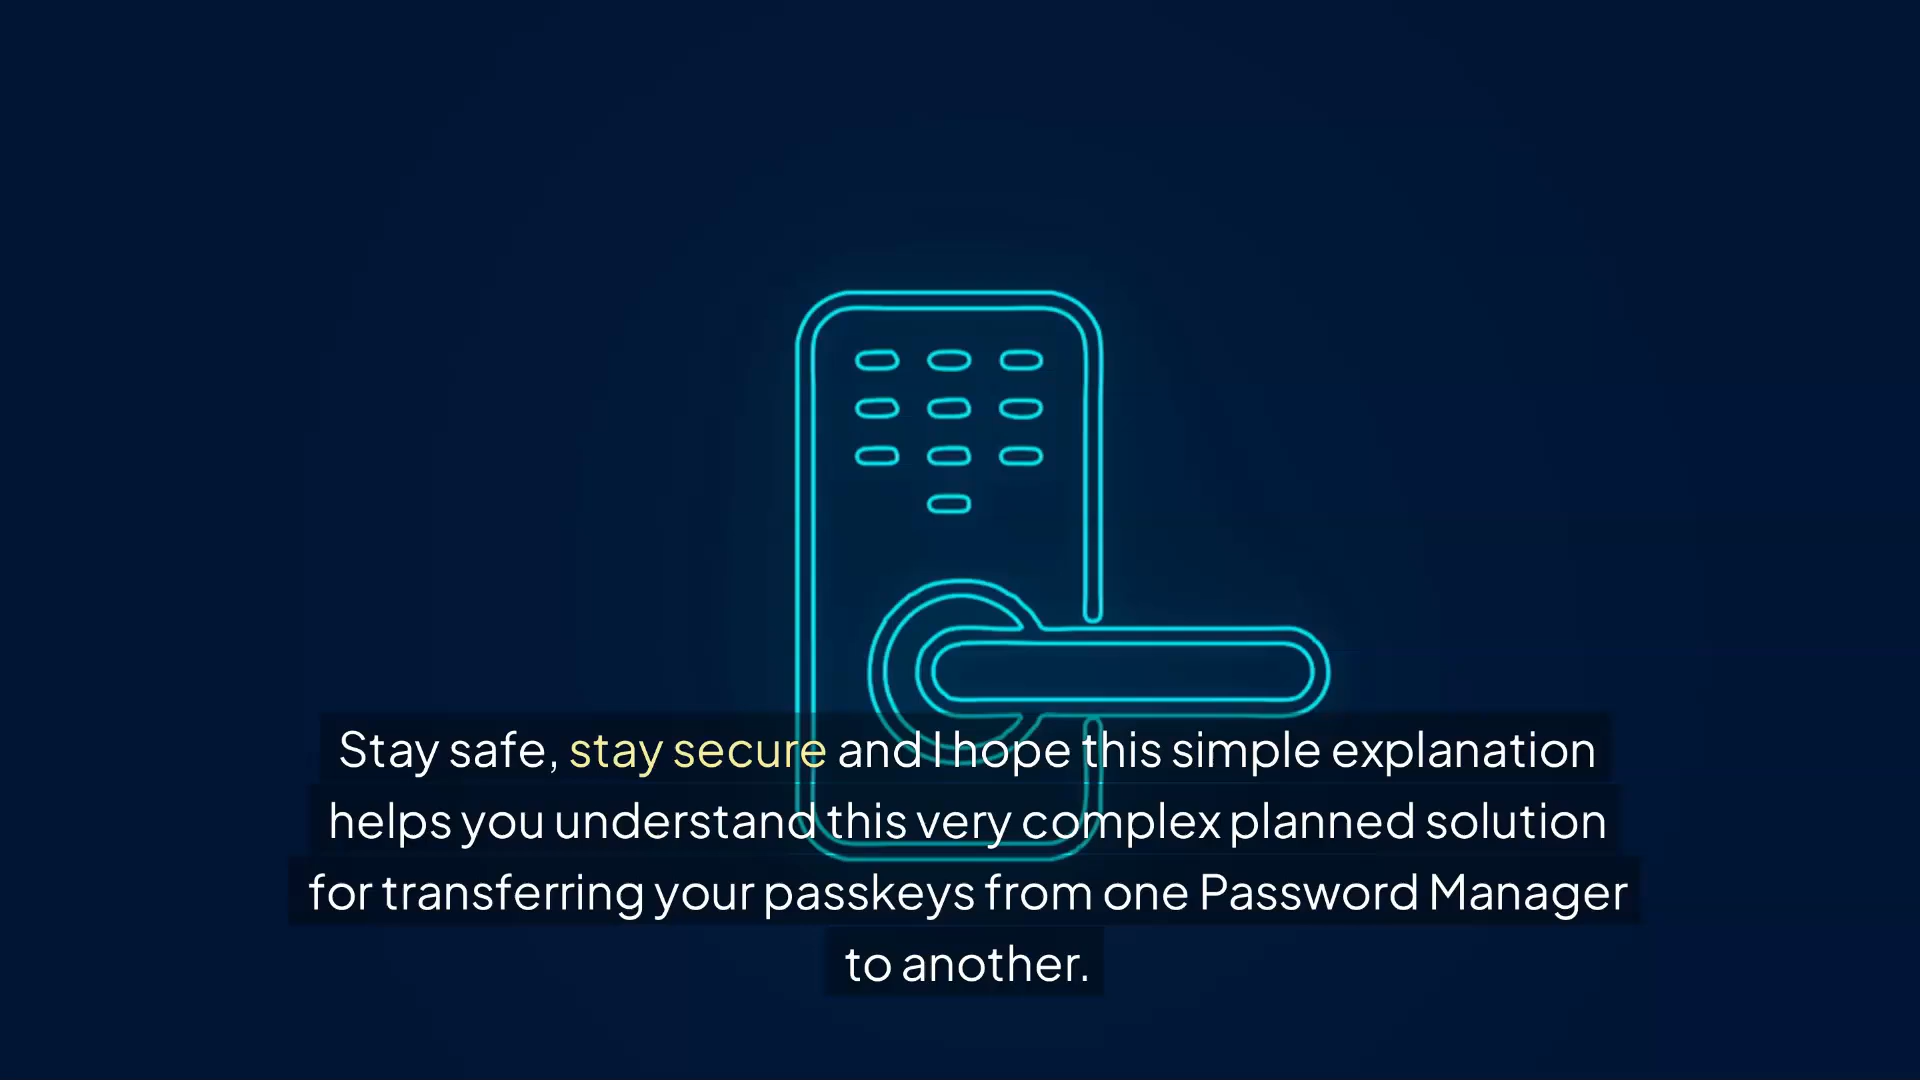 Stay safe, stay secure and I hope this simple explanation
helps you understand this very complex planned solution
for transferring your passkeys from one Password Manager
to another.